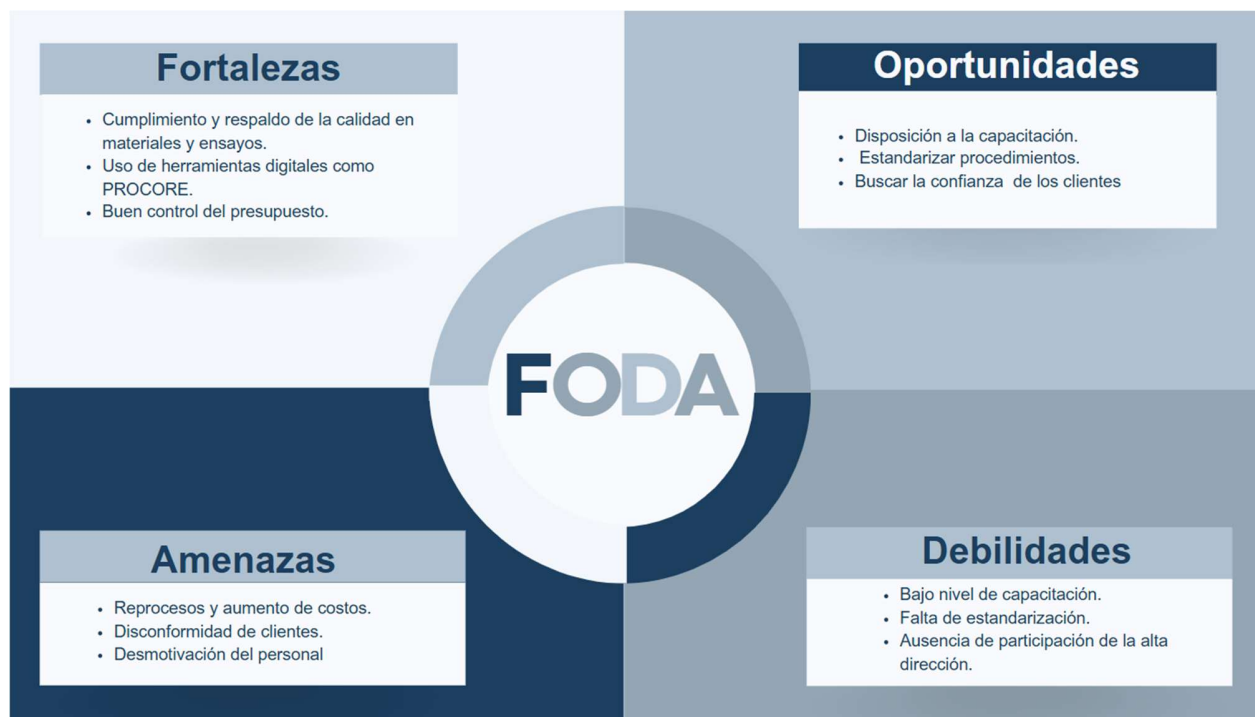 Fortalezas
• Cumplimiento y respaldo de la calidad en
materiales y ensayos.
• Uso de herramientas digitales como
PROCORE.
• Buen control del presupuesto.
Oportunidades
• Disposición a la capacitación.
• Estandarizar procedimientos.
• Buscar la confianza de los clientes
FODA
Amenazas
• Reprocesos y aumento de costos.
• Disconformidad de clientes.
• Desmotivación del personal
Debilidades
• Bajo nivel de capacitación.
• Falta de estandarización.
• Ausencia de participación de la alta
dirección.